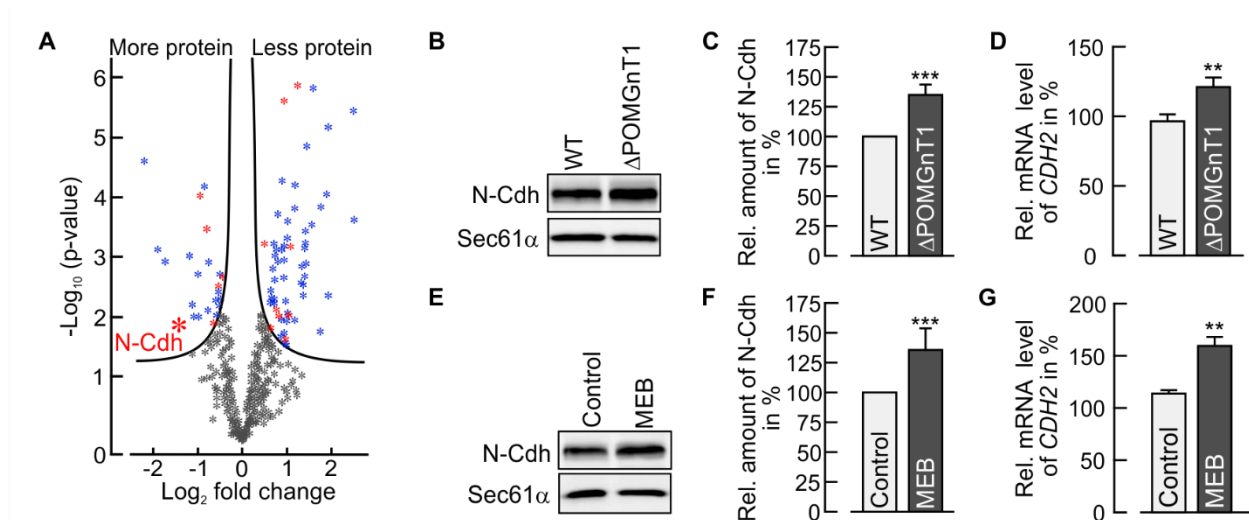 A
More protein
Less protein
-Log₁₀ (p-value)
6
5
4
3
2
1
0
N-Cdh
-2
-1
0
1
2
Log₂ fold change
B
WT
ΔPOMGnT1
N-Cdh
Sec61α
C
Rel. amount of N-Cdh
in %
175
150
125
100
75
50
25
0
***
WT
ΔPOMGnT1
D
Rel. mRNA level
of CDH2 in %
150
100
50
0
**
WT
ΔPOMGnT1
E
Control
MEB
N-Cdh
Sec61α
F
Rel. amount of N-Cdh
in %
175
150
125
100
75
50
25
0
***
Control
MEB
G
Rel. mRNA level
of CDH2 in %
200
150
100
50
0
**
Control
MEB